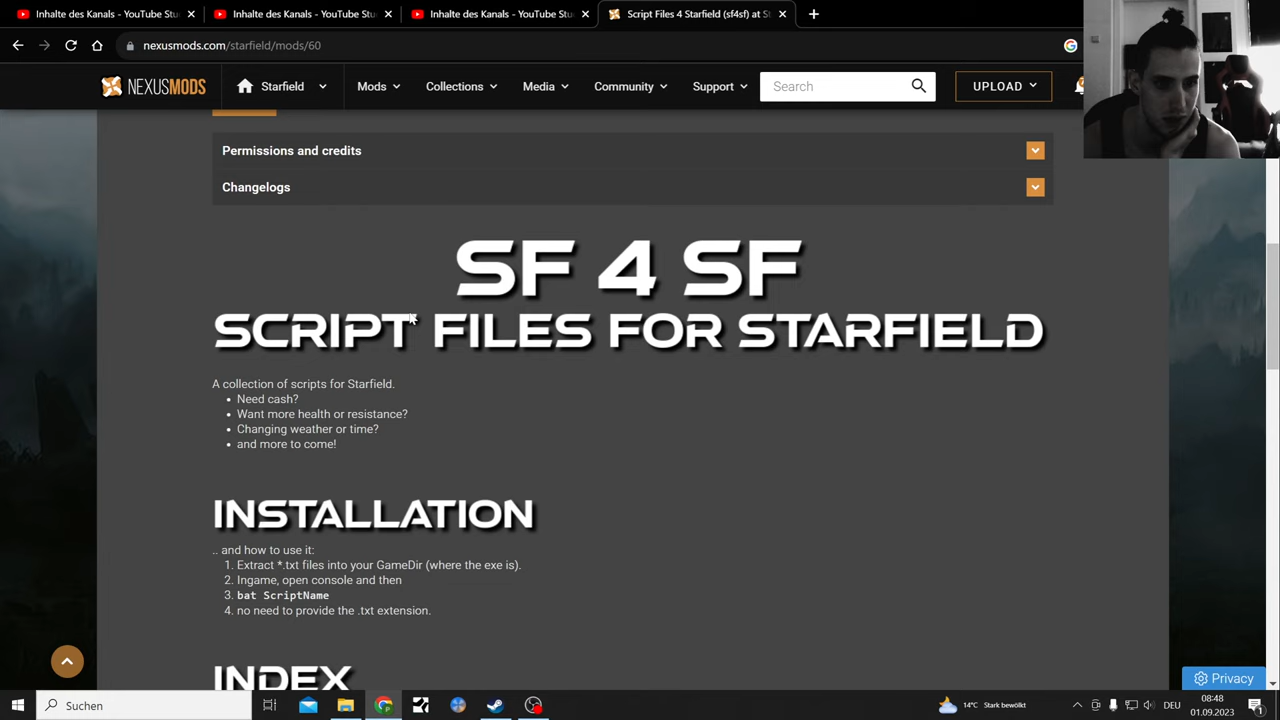 Inhalte des Kanals - YouTube Stu
Inhalte des Kanals - YouTube Stu
Inhalte des Kanals - YouTube Stu
Script Files 4 Starfield (sf4sf) at S
nexusmods.com/starfield/mods/60
NEXUSMODS
Starfield
Mods
Collections
Media
Community
Support
Search
UPLOAD
Permissions and credits
Changelogs
SF 4 SF
SCRIPT FILES FOR STARFIELD
A collection of scripts for Starfield.
Need cash?
Want more health or resistance?
Changing weather or time?
and more to come!
INSTALLATION
.. and how to use it:
1. Extract *.txt files into your GameDir (where the exe is).
2. Ingame, open console and then
3. bat ScriptName
4. no need to provide the .txt extension.
INDEX
Privacy
Suchen
14°C Stark bewölkt
DEU
08:48
01.09.2023
1